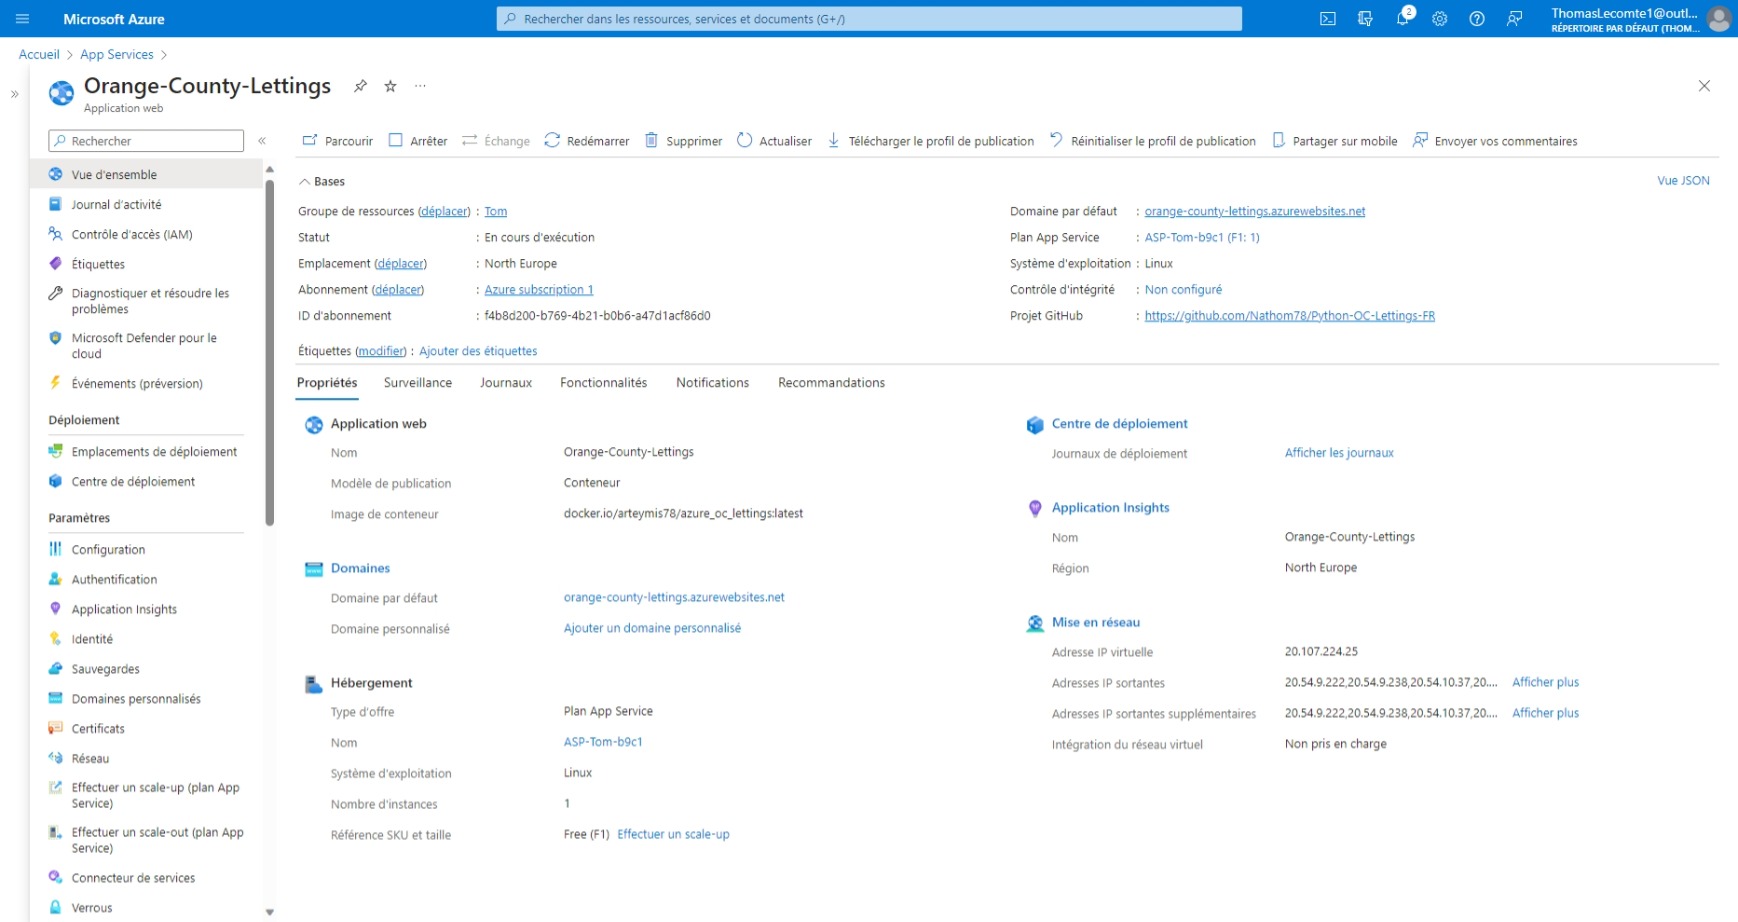 Microsoft Azure
Rechercher dans les ressources, services et documents (G+/)
2
ThomasLecomte1@outl...
RÉPERTOIRE PAR DÉFAUT (THOM...
Accueil > App Services >
Orange-County-Lettings
Application web
Rechercher
Parcourir Arrêter Échange Redémarrer Supprimer Actualiser Télécharger le profil de publication Réinitialiser le profil de publication Partager sur mobile Envoyer vos commentaires
Vue d'ensemble
Journal d'activité
Contrôle d'accès (IAM)
Étiquettes
Diagnostiquer et résoudre les
problèmes
Microsoft Defender pour le
cloud
Événements (préversion)
Déploiement
Emplacements de déploiement
Centre de déploiement
Paramètres
Configuration
Authentification
Application Insights
Identité
Sauvegardes
Domaines personnalisés
Certificats
Réseau
Effectuer un scale-up (plan App
Service)
Effectuer un scale-out (plan App
Service)
Connecteur de services
Verrous
Bases
Vue JSON
Groupe de ressources (déplacer) : Tom
Statut : En cours d'exécution
Emplacement (déplacer) : North Europe
Abonnement (déplacer) : Azure subscription 1
ID d'abonnement : f4b8d200-b769-4b21-b0b6-a47d1acf86d0
Domaine par défaut : orange-county-lettings.azurewebsites.net
Plan App Service : ASP-Tom-b9c1 (F1: 1)
Système d'exploitation : Linux
Contrôle d'intégrité : Non configuré
Projet GitHub : https://github.com/Nathom78/Python-OC-Lettings-FR
Étiquettes (modifier) : Ajouter des étiquettes
Propriétés Surveillance Journaux Fonctionnalités Notifications Recommandations
Application web
Nom Orange-County-Lettings
Modèle de publication Conteneur
Image de conteneur docker.io/arteymis78/azure_oc_lettings:latest
Domaines
Domaine par défaut orange-county-lettings.azurewebsites.net
Domaine personnalisé Ajouter un domaine personnalisé
Hébergement
Type d'offre Plan App Service
Nom ASP-Tom-b9c1
Système d'exploitation Linux
Nombre d'instances 1
Référence SKU et taille Free (F1) Effectuer un scale-up
Centre de déploiement
Journaux de déploiement Afficher les journaux
Application Insights
Nom Orange-County-Lettings
Région North Europe
Mise en réseau
Adresse IP virtuelle 20.107.224.25
Adresses IP sortantes 20.54.9.222,20.54.9.238,20.54.10.37,20.... Afficher plus
Adresses IP sortantes supplémentaires 20.54.9.222,20.54.9.238,20.54.10.37,20.... Afficher plus
Intégration du réseau virtuel Non pris en charge